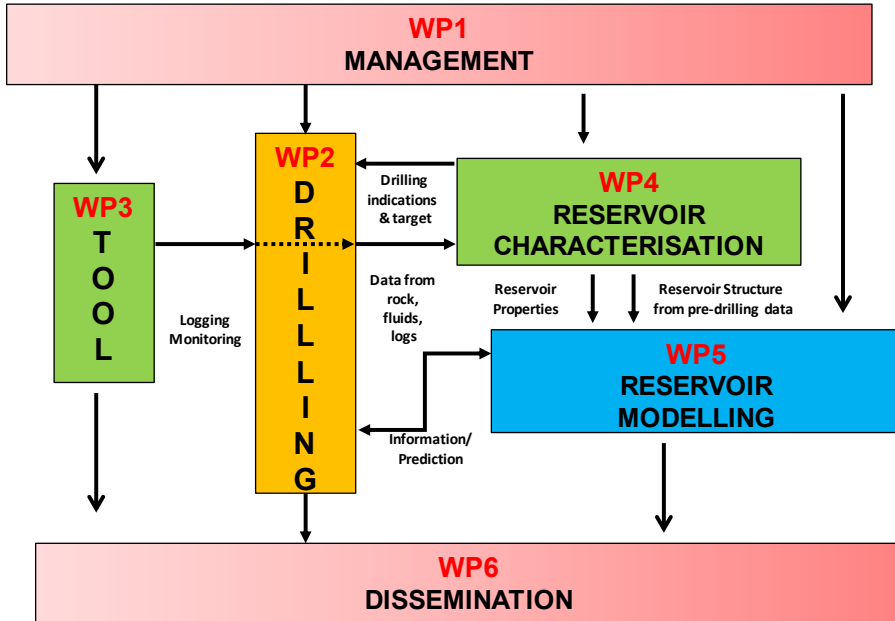 WP1
MANAGEMENT
WP2
D
R
I
L
L
L
I
N
G
Drilling
indications
& target
WP4
RESERVOIR
CHARACTERISATION
WP3
T
O
O
L
Logging
Monitoring
Data from
rock,
fluids,
logs
Reservoir
Properties
Reservoir Structure
from pre-drilling data
WP5
RESERVOIR
MODELLING
Information/
Prediction
WP6
DISSEMINATION